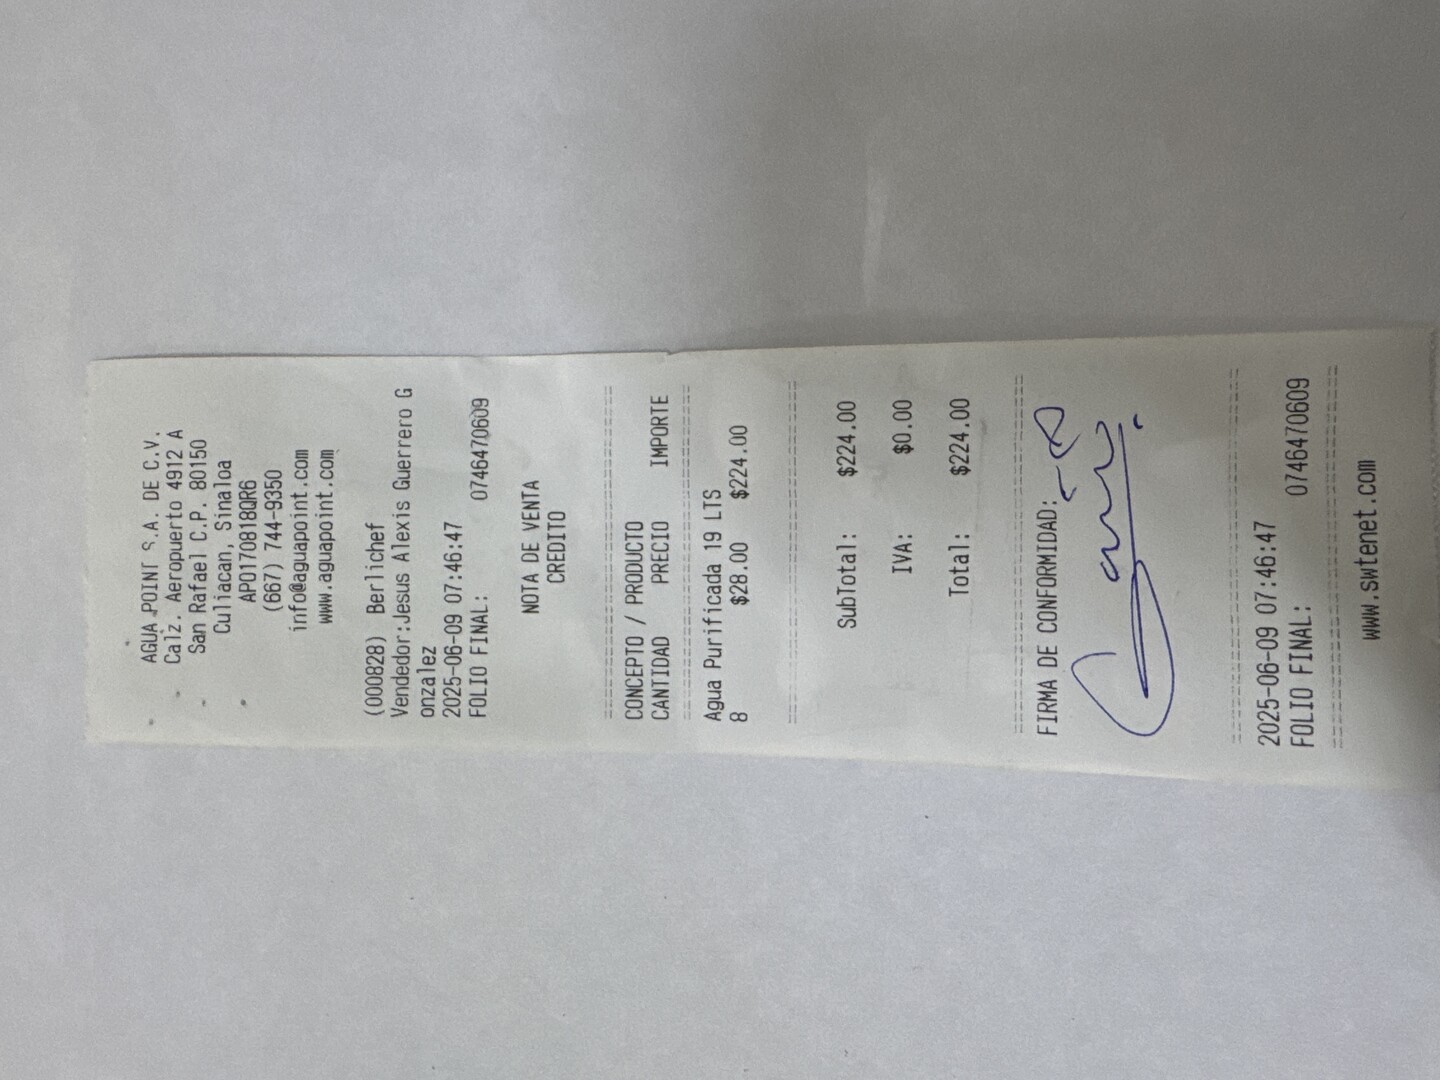 AGUA POINT S.A. DE C.V.
Calz. Aeropuerto 4912 A
San Rafael C.P. 80150
Culiacan, Sinaloa
APO170818QR6
(667) 744-9350
info@aguapoint.com
www.aguapoint.com
(000828) Berlichef
Vendedor:Jesus Alexis Guerrero G
onzalez
2025-06-09 07:46:47
FOLIO FINAL: 0746470609
NOTA DE VENTA
CREDITO
CONCEPTO / PRODUCTO
CANTIDAD PRECIO IMPORTE
Agua Purificada 19 LTS
8 $28.00 $224.00
SubTotal: $224.00
IVA: $0.00
Total: $224.00
FIRMA DE CONFORMIDAD:
2025-06-09 07:46:47
FOLIO FINAL: 0746470609
www.swtenet.com